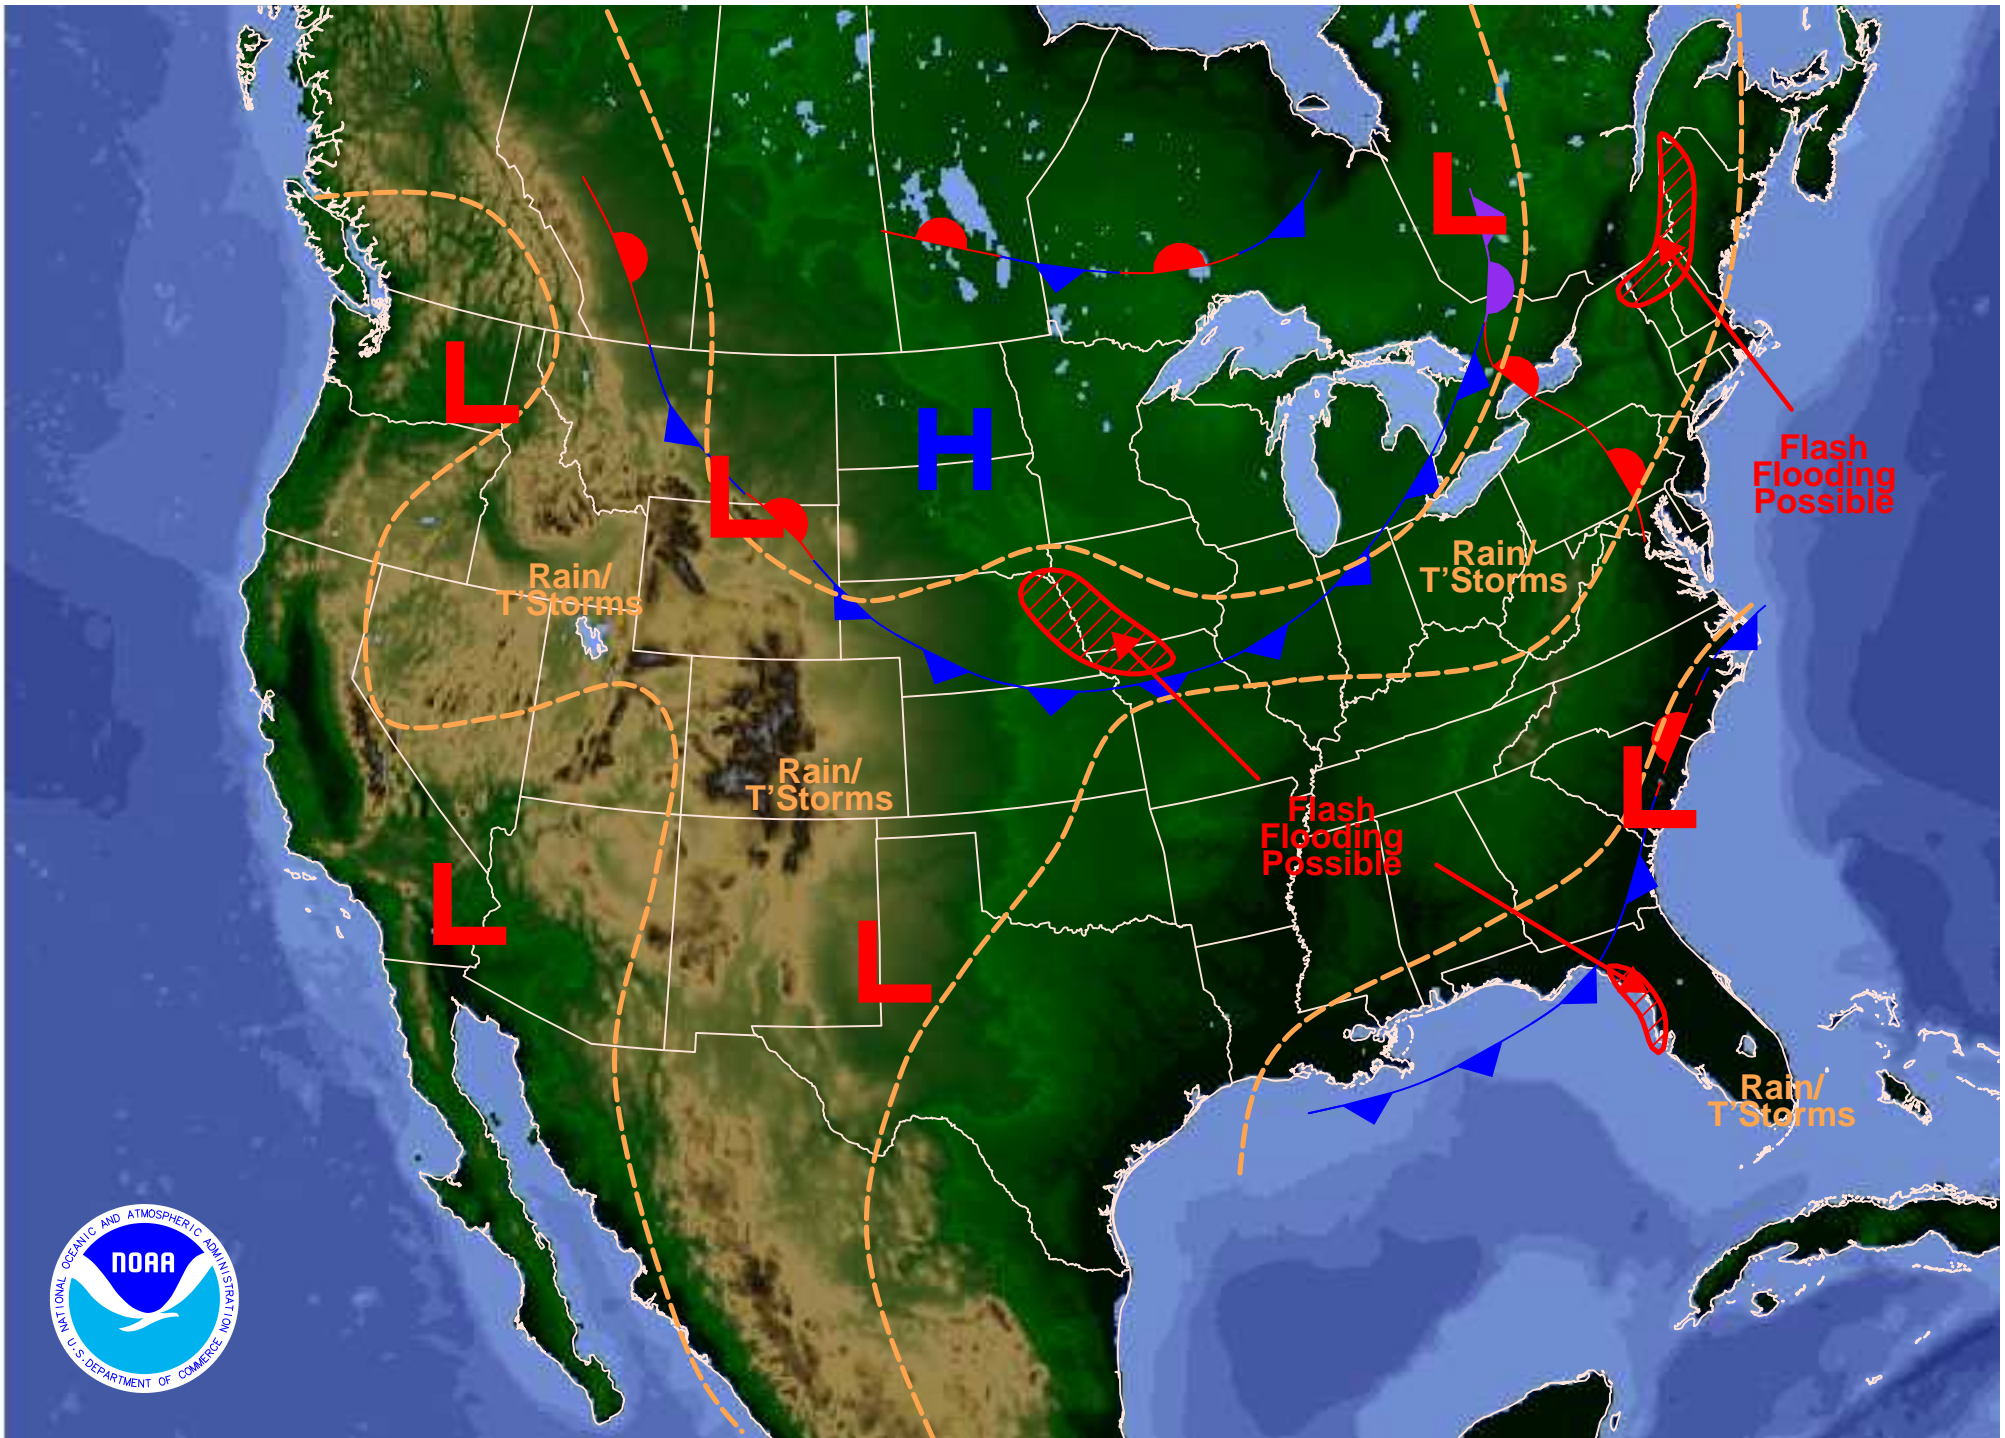 L
L
H
L
Flash
Flooding
Possible
L
Rain/
T'Storms
Rain/
T'Storms
Rain/
T'Storms
L
Flash
Flooding
Possible
L
L
Rain/
T'Storms
NATIONAL OCEANIC AND ATMOSPHERIC ADMINISTRATION
NOAA
U.S. DEPARTMENT OF COMMERCE